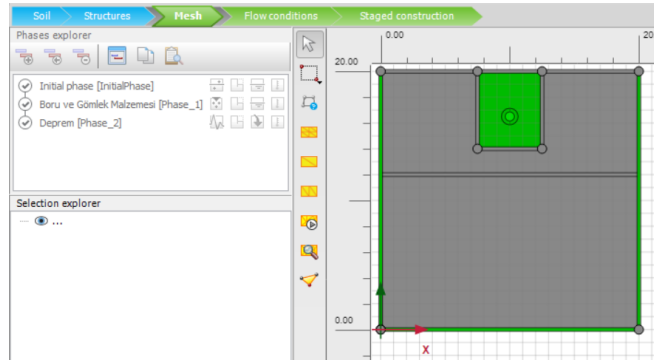 Soil Structures Mesh Flow conditions Staged construction
Phases explorer
Initial phase [InitialPhase]
Boru ve Gömlek Malzemesi [Phase_1]
Deprem [Phase_2]
Selection explorer
...
0.00 20
20.00
0.00
X